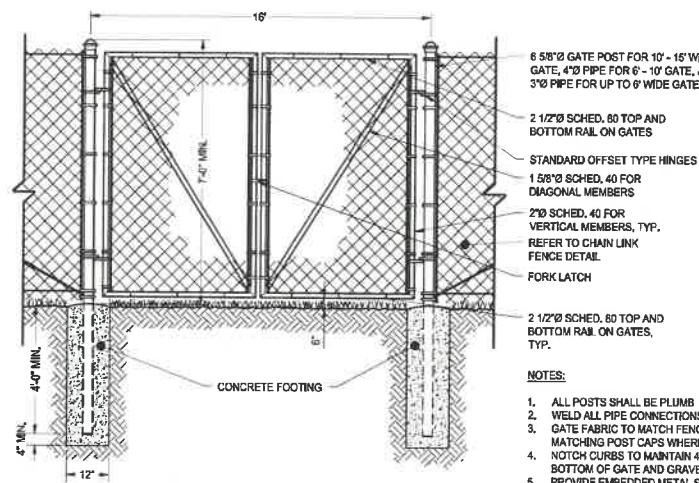 16'
6 5/8"Ø GATE POST FOR 10' - 15' WI
GATE, 4"Ø PIPE FOR 6' - 10' GATE,
3"Ø PIPE FOR UP TO 6' WIDE GATE
2 1/2"Ø SCHED. 80 TOP AND
BOTTOM RAIL ON GATES
STANDARD OFFSET TYPE HINGES
1 5/8"Ø SCHED. 40 FOR
DIAGONAL MEMBERS
7'-0" MIN.
2"Ø SCHED. 40 FOR
VERTICAL MEMBERS, TYP.
REFER TO CHAIN LINK
FENCE DETAIL
FORK LATCH
2 1/2"Ø SCHED. 80 TOP AND
BOTTOM RAIL ON GATES,
TYP.
6"
4'-0" MIN.
CONCRETE FOOTING
4" MIN.
12"
NOTES:
1. ALL POSTS SHALL BE PLUMB
2. WELD ALL PIPE CONNECTIONS
3. GATE FABRIC TO MATCH FENC
MATCHING POST CAPS WHER
4. NOTCH CURBS TO MAINTAIN 4
BOTTOM OF GATE AND GRAVE
5. PROVIDE EMBEDDED METAL